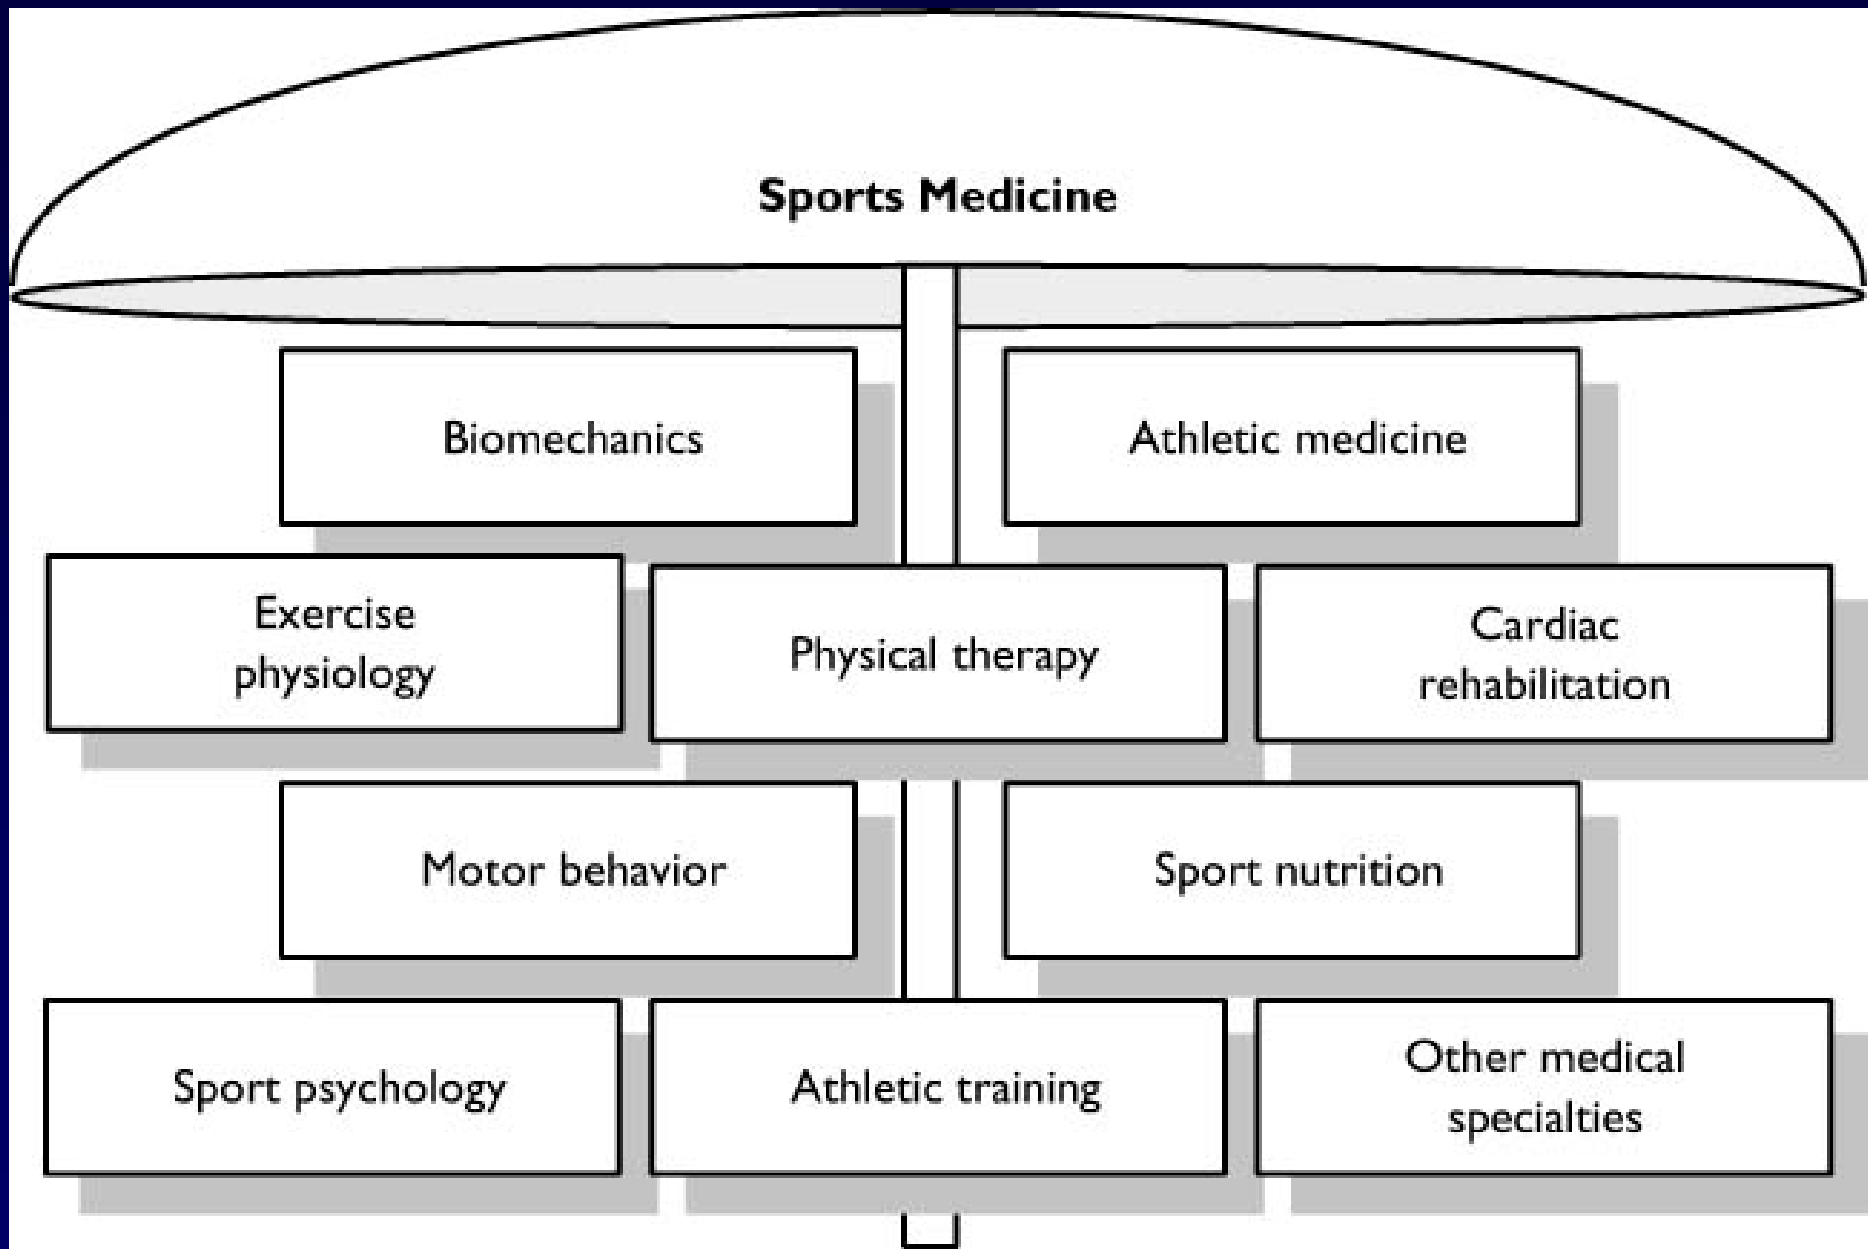 Sports Medicine
Biomechanics
Athletic medicine
Exercise
physiology
Physical therapy
Cardiac
rehabilitation
Motor behavior
Sport nutrition
Sport psychology
Athletic training
Other medical
specialties